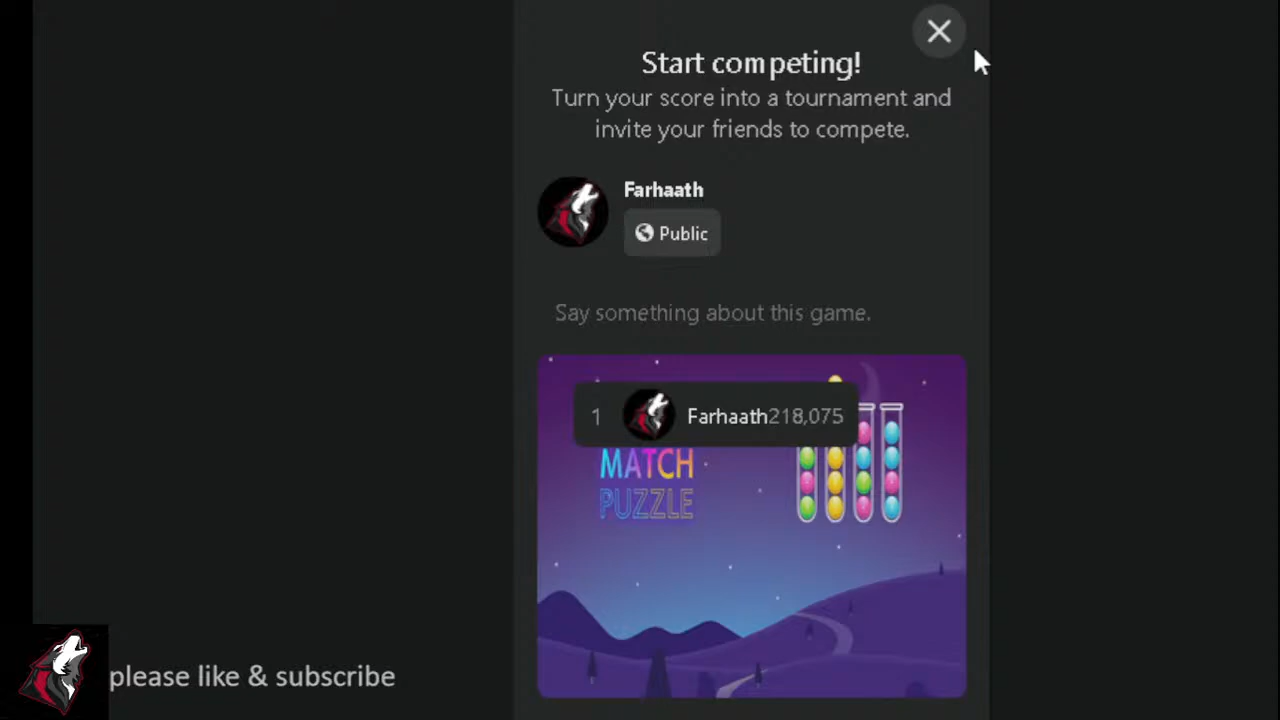 Start competing!
Turn your score into a tournament and
invite your friends to compete.
Farhaath
Public
Say something about this game.
1 Farhaath218,075
MATCH
PUZZLE
please like & subscribe